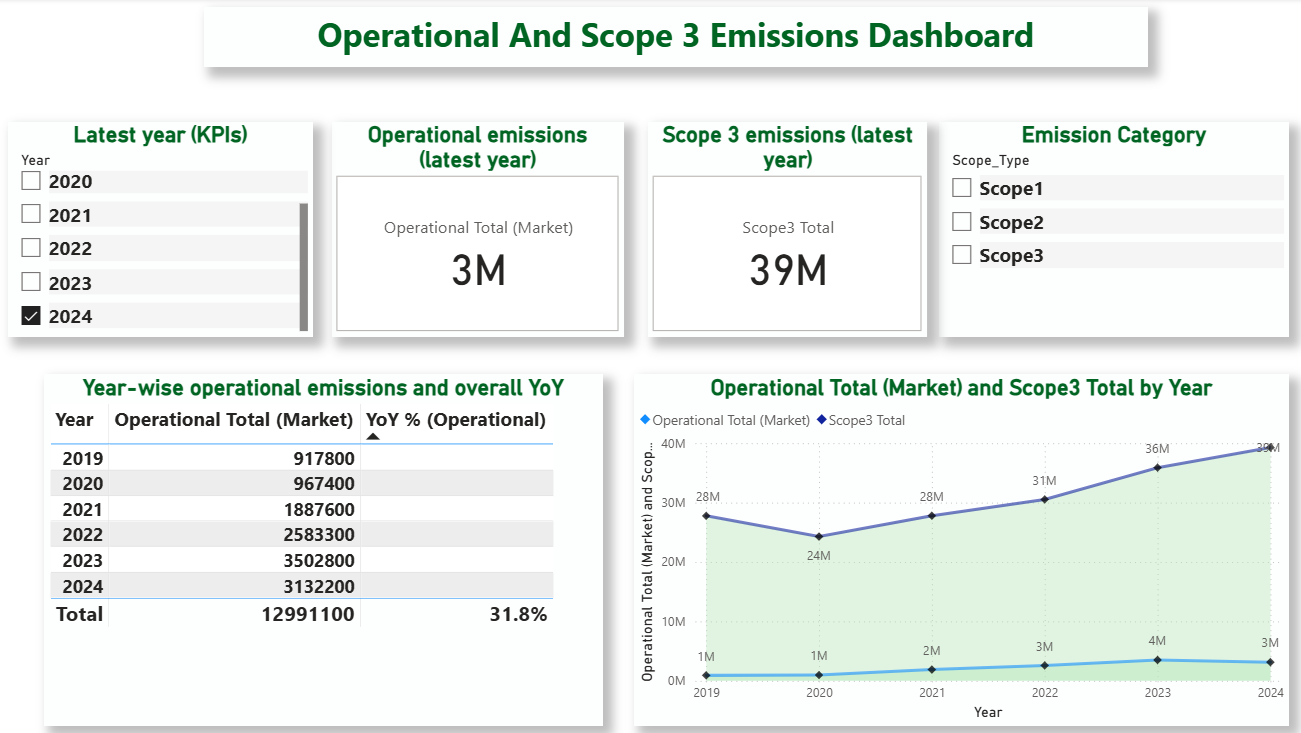 Operational And Scope 3 Emissions Dashboard
Latest year (KPIs)
Year
2020
2021
2022
2023
2024
Operational emissions
(latest year)
Operational Total (Market)
3M
Scope 3 emissions (latest
year)
Scope3 Total
39M
Emission Category
Scope_Type
Scope1
Scope2
Scope3
Year-wise operational emissions and overall YoY
Year Operational Total (Market) YoY % (Operational)
2019 917800
2020 967400
2021 1887600
2022 2583300
2023 3502800
2024 3132200
Total 12991100 31.8%
Operational Total (Market) and Scope3 Total by Year
Operational Total (Market) Scope3 Total
Operational Total (Market) and Scop...
40M
30M
20M
10M
0M
28M
24M
28M
31M
36M
39M
1M
1M
2M
3M
4M
3M
2019 2020 2021 2022 2023 2024
Year